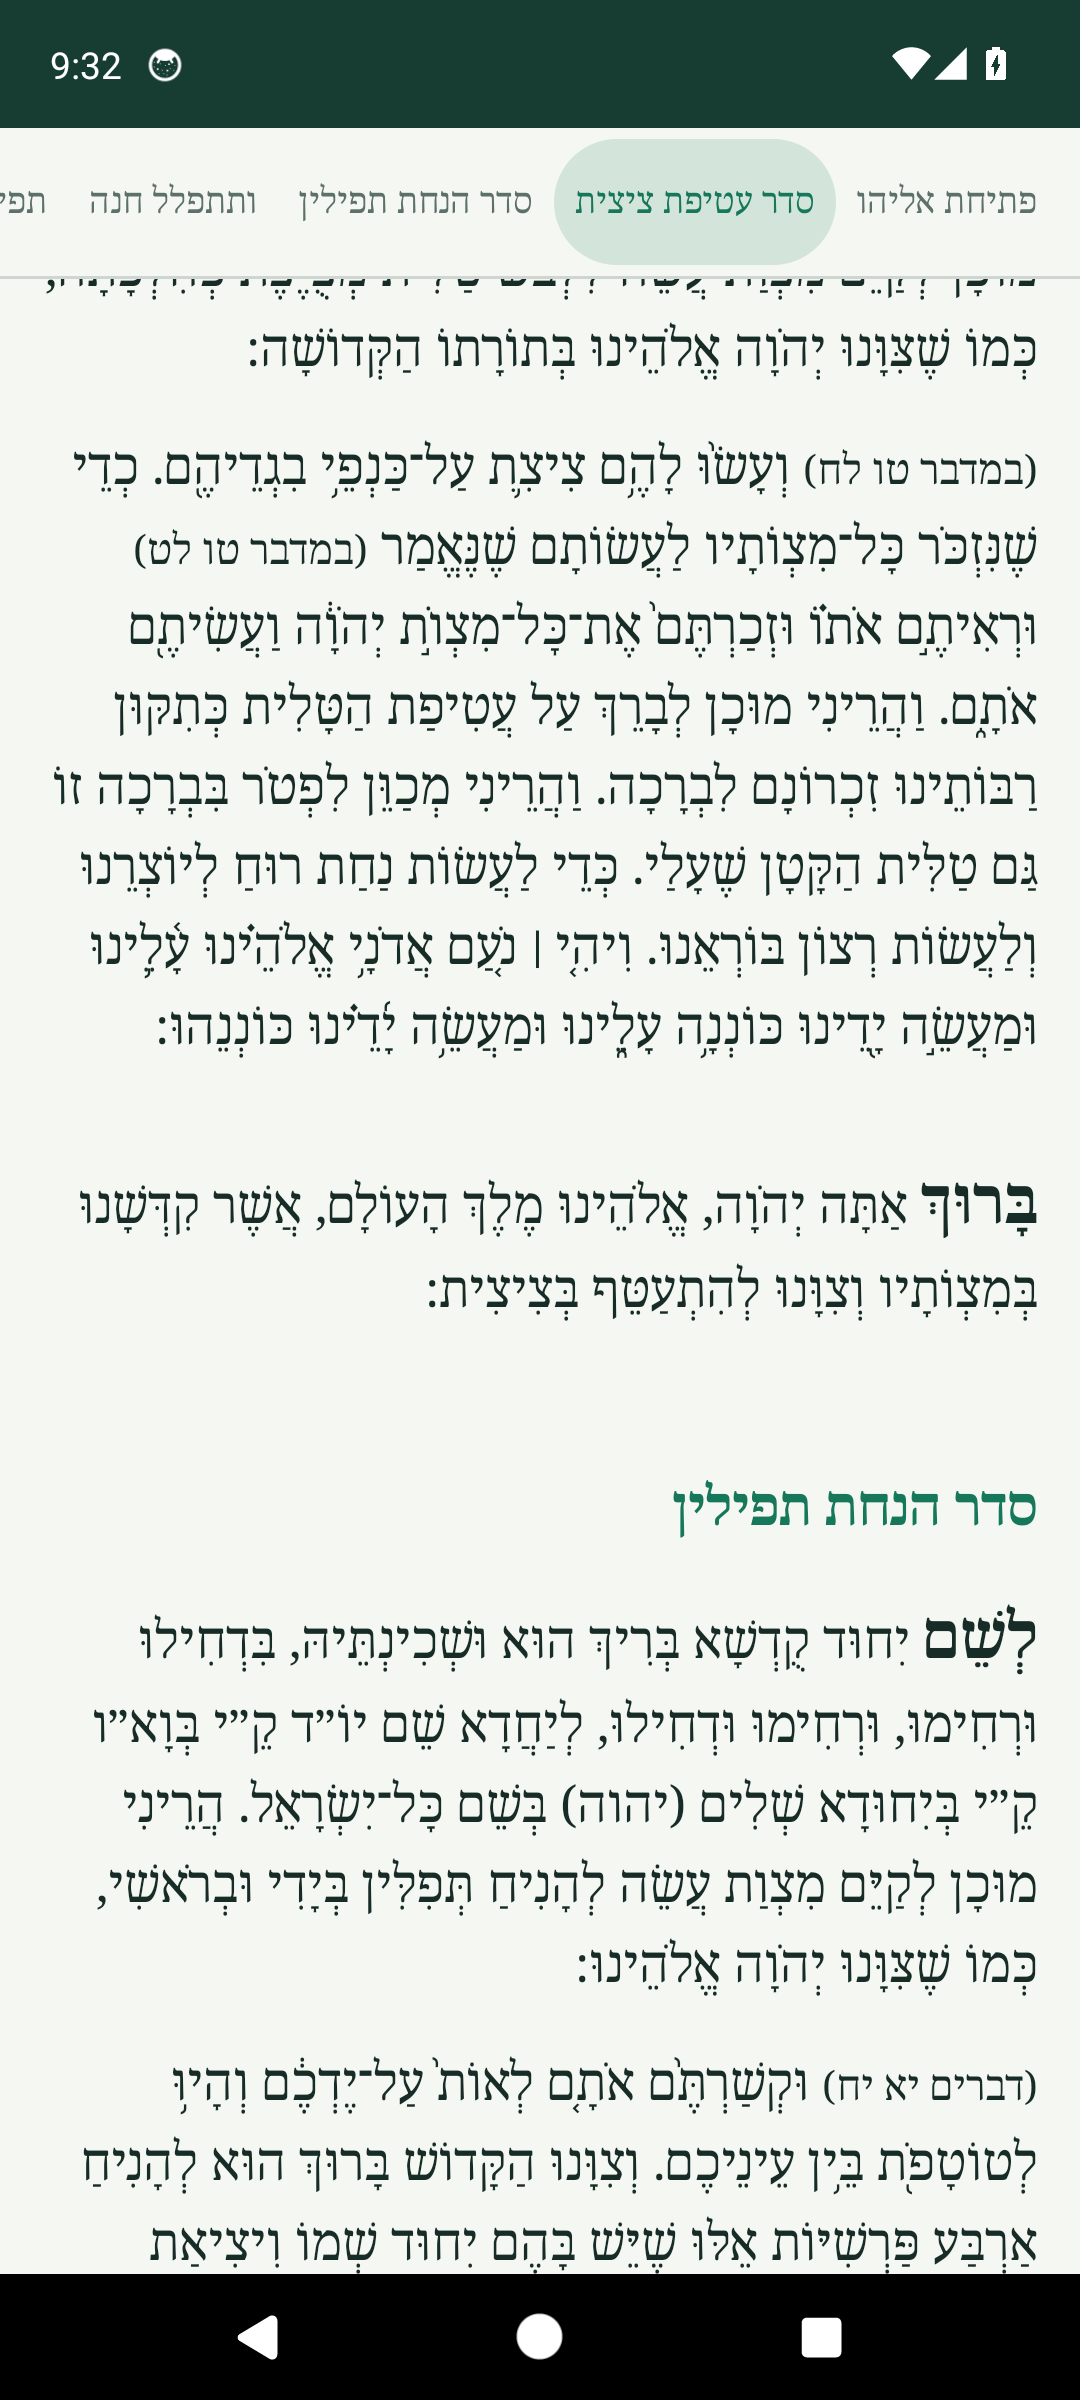 9:32
פתיחת אליהו סדר עטיפת ציצית סדר הנחת תפילין ותתפלל חנה תפי
כְּמוֹ שֶׁצִּוָּנוּ יְהֹוָה אֱלֹהֵינוּ בְּתוֹרָתוֹ הַקְּדוֹשָׁה:
(במדבר טו לח) וְעָשׂ֨וּ לָהֶ֥ם צִיצִ֛ת עַל־כַּנְפֵ֥י בִגְדֵיהֶ֖ם. כְּדֵי
שֶׁנִּזְכֹּר כָּל־מִצְוֹתָיו לַעֲשׂוֹתָם שֶׁנֶּאֱמַר (במדבר טו לט)
וּרְאִיתֶ֣ם אֹת֗וֹ וּזְכַרְתֶּם֙ אֶת־כָּל־מִצְוֺ֣ת יְהֹוָ֔ה וַעֲשִׂיתֶ֖ם
אֹתָ֑ם. וַהֲרֵינִי מוּכָן לְבָרֵךְ עַל עֲטִיפַת הַטַּלִּית כְּתִקּוּן
רַבּוֹתֵינוּ זִכְרוֹנָם לִבְרָכָה. וַהֲרֵינִי מְכַוֵּן לִפְטֹר בִּבְרָכָה זוֹ
גַּם טַלִּית הַקָּטָן שֶׁעָלַי. כְּדֵי לַעֲשׂוֹת נַחַת רוּחַ לְיוֹצְרֵנוּ
וְלַעֲשׂוֹת רְצוֹן בּוֹרְאֵנוּ. וִיהִ֤י | נֹ֤עַם אֲדֹנָ֥י אֱלֹהֵ֗ינוּ עָ֫לֵ֥ינוּ
וּמַעֲשֵׂ֣ה יָ֭דֵינוּ כּוֹנְנָ֥ה עָלֵ֑ינוּ וּֽמַעֲשֵׂ֥ה יָ֝דֵ֗ינוּ כּוֹנְנֵֽהוּ:
בָּרוּךְ אַתָּה יְהֹוָה, אֱלֹהֵינוּ מֶלֶךְ הָעוֹלָם, אֲשֶׁר קִדְּשָׁנוּ
בְּמִצְוֹתָיו וְצִוָּנוּ לְהִתְעַטֵּף בְּצִיצִית:
סדר הנחת תפילין
לְשֵׁם יִחוּד קֻדְשָׁא בְּרִיךְ הוּא וּשְׁכִינְתֵּיהּ, בִּדְחִילוּ
וּרְחִימוּ, וּרְחִימוּ וּדְחִילוּ, לְיַחֲדָא שֵׁם יוֹ״ד קֵ״י בְּוָא״ו
קֵ״י בְּיִחוּדָא שְׁלִים (יהוה) בְּשֵׁם כָּל־יִשְׂרָאֵל. הֲרֵינִי
מוּכָן לְקַיֵּם מִצְוַת עֲשֵׂה לְהָנִיחַ תְּפִלִּין בְּיָדִי וּבְרֹאשִׁי,
כְּמוֹ שֶׁצִּוָּנוּ יְהֹוָה אֱלֹהֵינוּ:
(דברים יא יח) וּקְשַׁרְתֶּ֨ם אֹתָ֤ם לְאוֹת֙ עַל־יֶדְכֶ֔ם וְהָי֥וּ
לְטוֹטָפֹ֖ת בֵּ֥ין עֵינֵיכֶֽם. וְצִוָּנוּ הַקָּדוֹשׁ בָּרוּךְ הוּא לְהָנִיחַ
אַרְבַּע פַּרְשִׁיּוֹת אֵלּוּ שֶׁיֵּשׁ בָּהֶם יִחוּד שְׁמוֹ וִיצִיאַת